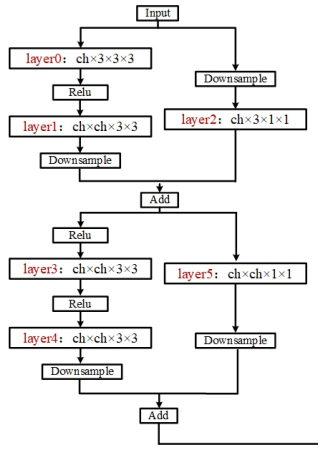 Input
layer0：ch×3×3×3
Downsample
Relu
layer2：ch×3×1×1
layer1：ch×ch×3×3
Downsample
Add
Relu
layer3：ch×ch×3×3
layer5：ch×ch×1×1
Relu
layer4：ch×ch×3×3
Downsample
Downsample
Add